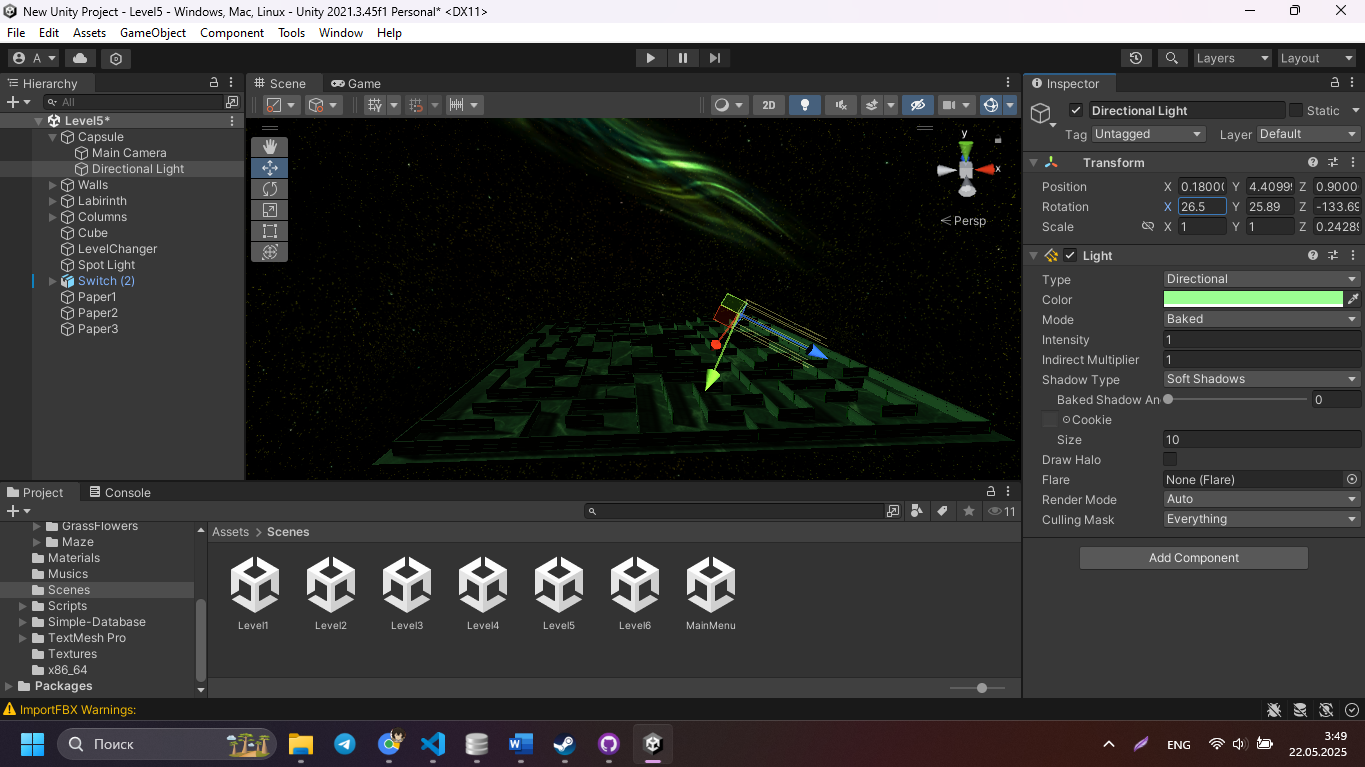 New Unity Project - Level5 - Windows, Mac, Linux - Unity 2021.3.45f1 Personal* <DX11>
File Edit Assets GameObject Component Tools Window Help
A
Layers
Layout
Hierarchy
All
Level5*
Capsule
Main Camera
Directional Light
Walls
Labirinth
Columns
Cube
LevelChanger
Spot Light
Switch (2)
Paper1
Paper2
Paper3
Scene
Game
2D
y
x
Persp
Inspector
Directional Light
Static
Tag Untagged
Layer Default
Transform
Position X 0.18000 Y 4.40999 Z 0.90000
Rotation X 26.5 Y 25.89 Z -133.69
Scale X 1 Y 1 Z 0.24289
Light
Type Directional
Color
Mode Baked
Intensity 1
Indirect Multiplier 1
Shadow Type Soft Shadows
Baked Shadow An 0
Cookie
Size 10
Draw Halo
Flare None (Flare)
Render Mode Auto
Culling Mask Everything
Add Component
Project
Console
11
GrassFlowers
Maze
Materials
Musics
Scenes
Scripts
Simple-Database
TextMesh Pro
Textures
x86_64
Packages
Assets > Scenes
Level1
Level2
Level3
Level4
Level5
Level6
MainMenu
ImportFBX Warnings:
Поиск
ENG
3:49
22.05.2025